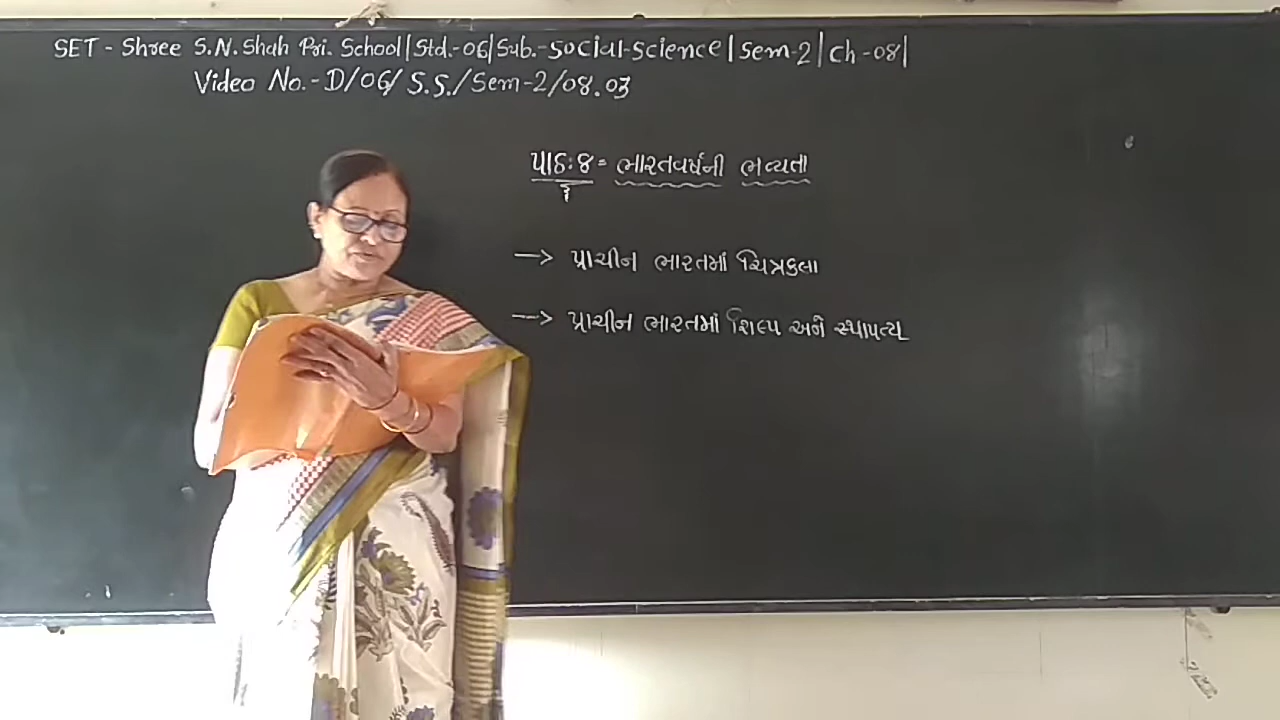 SET - Shree S.N. Shah Pri. School | Std.-06 | Sub.-Social-Science | Sem-2 | Ch-08 |
Video No.- D/06/ S.S./Sem-2/08.03
પાઠ:૪ = ભારતવર્ષની ભવ્યતા
→ પ્રાચીન ભારતમાં ચિત્રકલા
→ પ્રાચીન ભારતમાં શિલ્પ અને સ્થાપત્ય